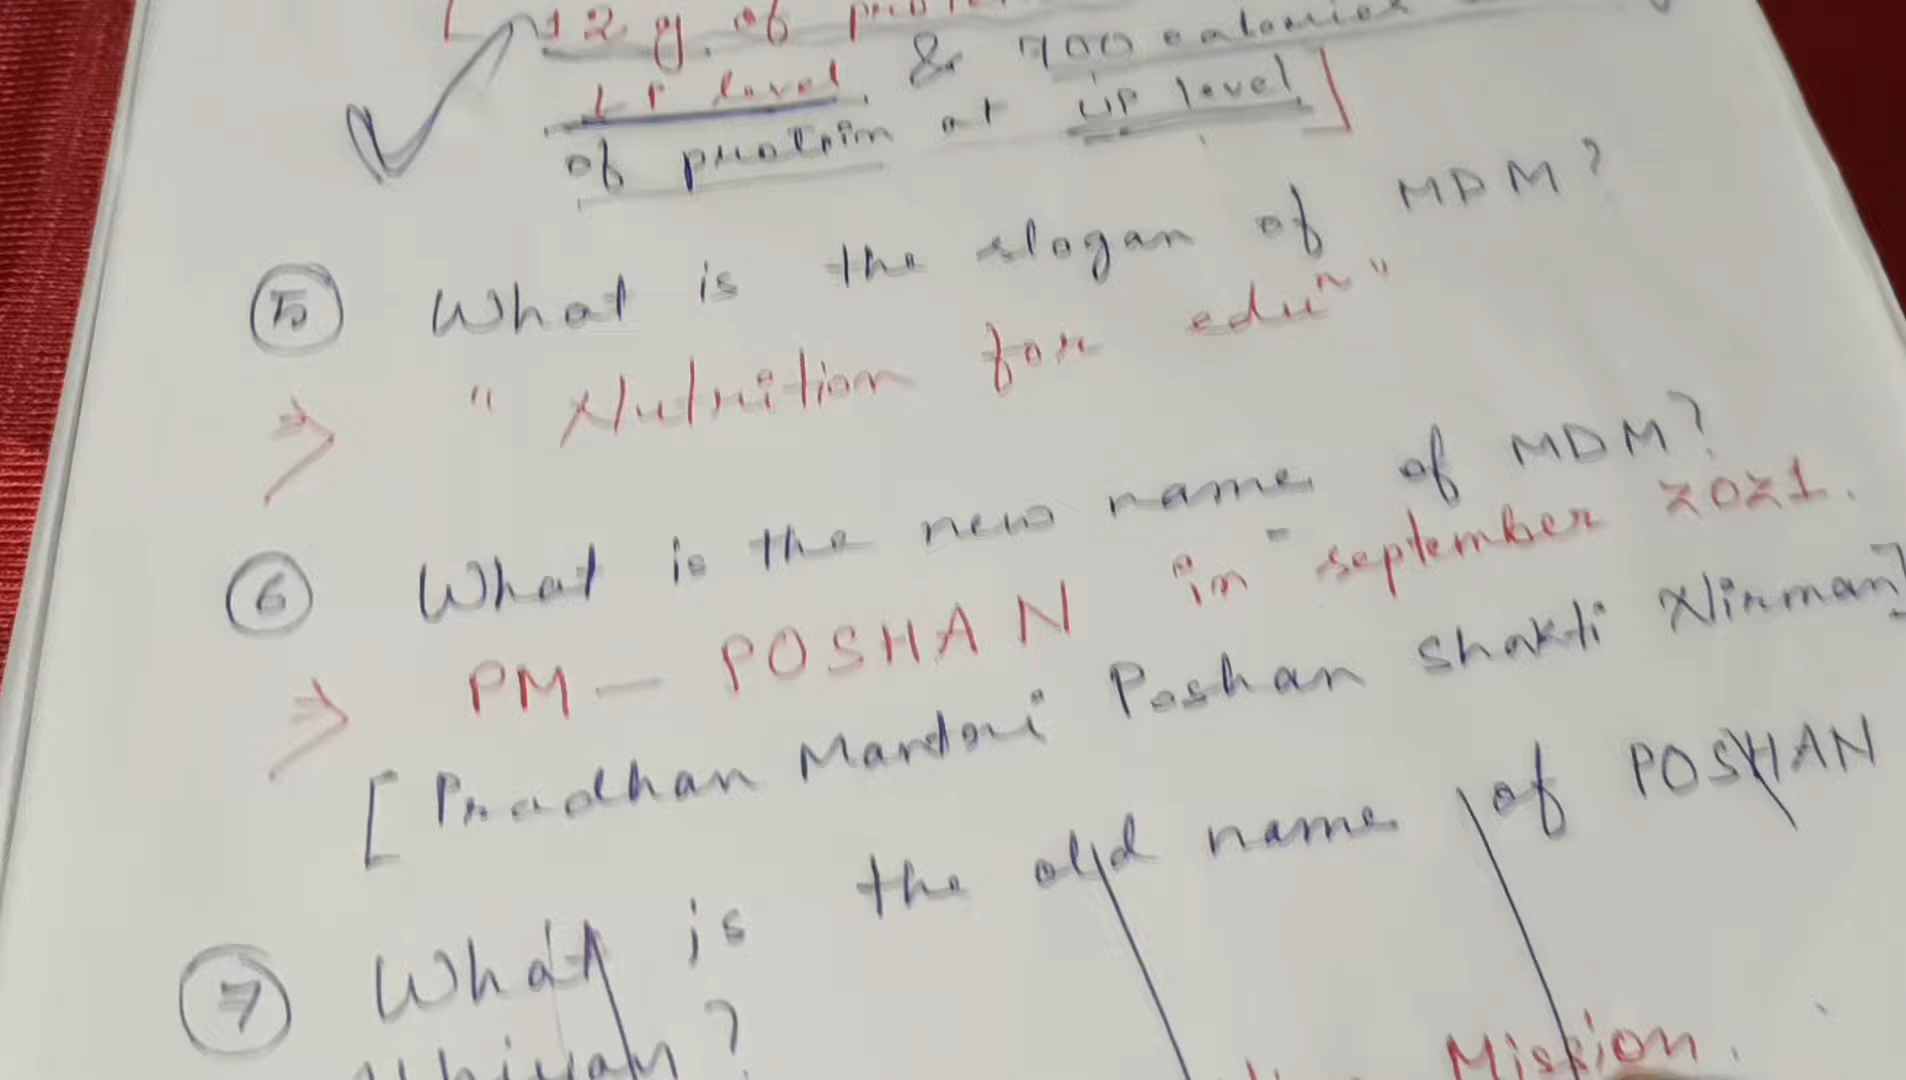 [12 g. of
LP level. & 700 calories
of protein at UP level]
5 What is the slogan of MDM?
⇒ " Nutrition for eduⁿ "
6 What is the new name of MDM?
⇒ PM — POSHAN in september 2021.
[Pradhan Mantri Poshan Shakti Nirman]
7 What is the old name of POSHAN
Abhiyan?
Mission.